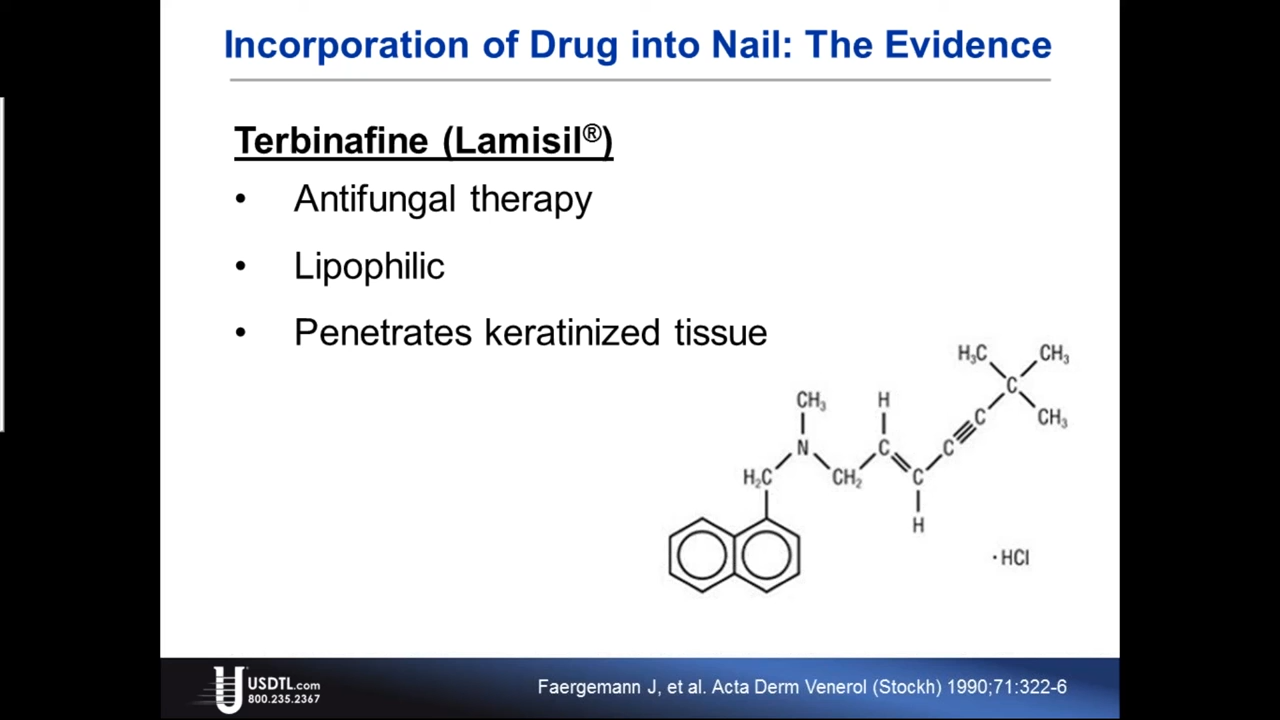 Incorporation of Drug into Nail: The Evidence
Terbinafine (Lamisil®)
• Antifungal therapy
• Lipophilic
• Penetrates keratinized tissue
H₃C CH₃
C
CH₃ H C CH₃
N C C
H₂C CH₂ C
H
·HCl
USDTL.com
800.235.2367
Faergemann J, et al. Acta Derm Venerol (Stockh) 1990;71:322-6